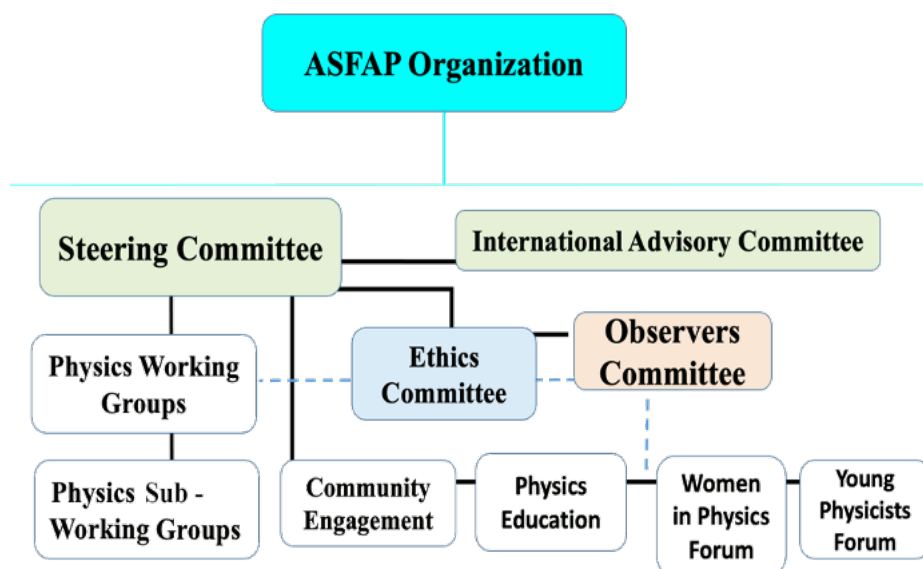 ASFAP Organization
Steering Committee
International Advisory Committee
Physics Working
Groups
Ethics
Committee
Observers
Committee
Physics Sub -
Working Groups
Community
Engagement
Physics
Education
Women
in Physics
Forum
Young
Physicists
Forum